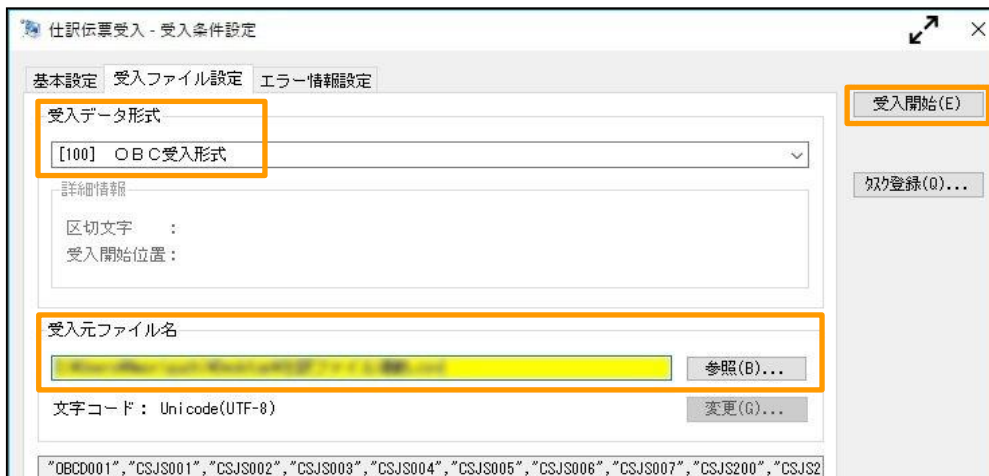 仕訳伝票受入 - 受入条件設定
基本設定 受入ファイル設定 エラー情報設定
受入データ形式
[100] OBC受入形式
受入開始(E)
詳細情報
ﾀｽｸ登録(Q)...
区切文字 :
受入開始位置:
受入元ファイル名
参照(B)...
文字コード: Unicode(UTF-8)
変更(G)...
"OBCD001","CSJS001","CSJS002","CSJS003","CSJS004","CSJS005","CSJS006","CSJS007","CSJS200","CSJS2